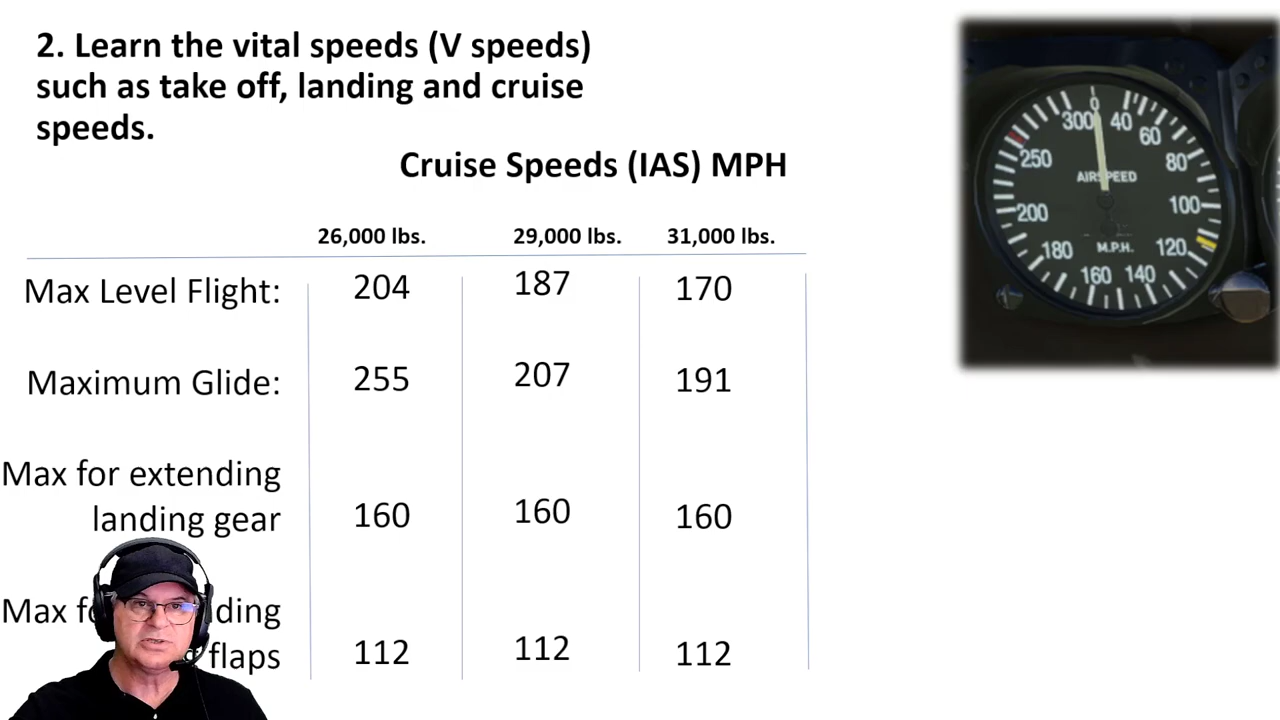 2. Learn the vital speeds (V speeds)
such as take off, landing and cruise
speeds.
Cruise Speeds (IAS) MPH
26,000 lbs. 29,000 lbs. 31,000 lbs.
Max Level Flight: 204 187 170
Maximum Glide: 255 207 191
Max for extending
landing gear 160 160 160
Max
flaps 112 112 112
0
300 40
60
250 80
AIRSPEED
200 100
180 M.P.H. 120
160 140